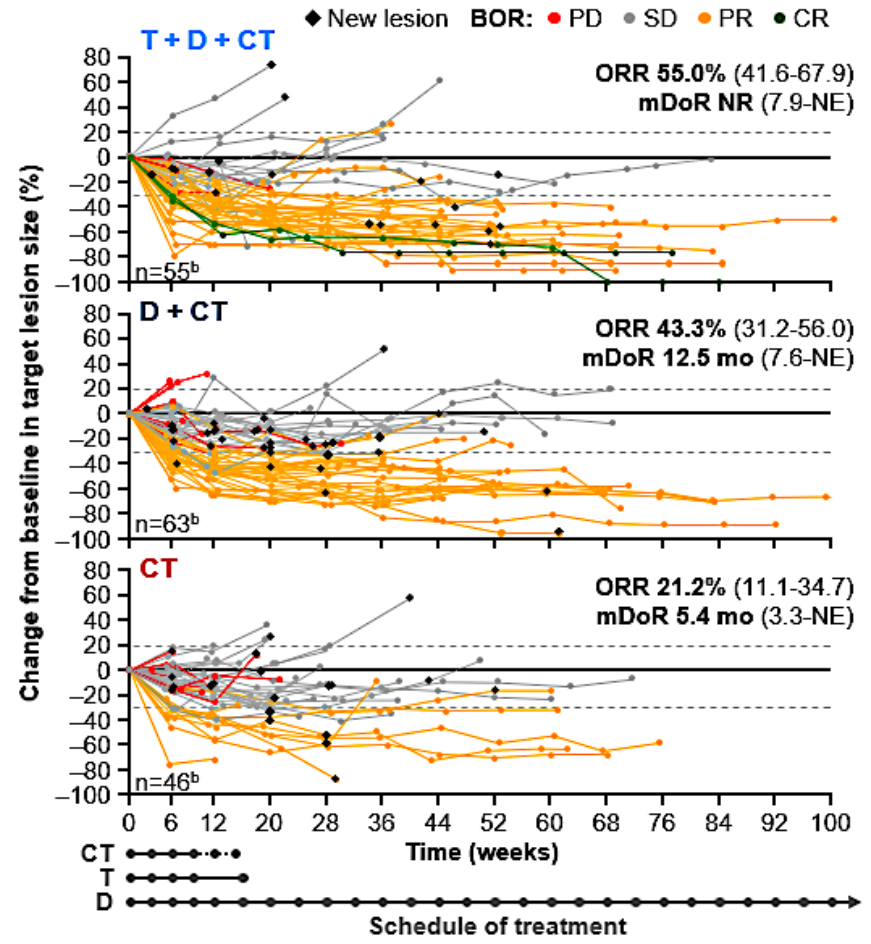 New lesion BOR: PD SD PR CR
T + D + CT
ORR 55.0% (41.6-67.9)
mDoR NR (7.9-NE)
80
60
40
20
0
–20
–40
–60
–80
–100
n=55ᵇ
D + CT
ORR 43.3% (31.2-56.0)
mDoR 12.5 mo (7.6-NE)
80
60
40
20
0
–20
–40
–60
–80
–100
n=63ᵇ
Change from baseline in target lesion size (%)
CT
ORR 21.2% (11.1-34.7)
mDoR 5.4 mo (3.3-NE)
80
60
40
20
0
–20
–40
–60
–80
–100
n=46ᵇ
0 6 12 20 28 36 44 52 60 68 76 84 92 100
Time (weeks)
CT
T
D
Schedule of treatment